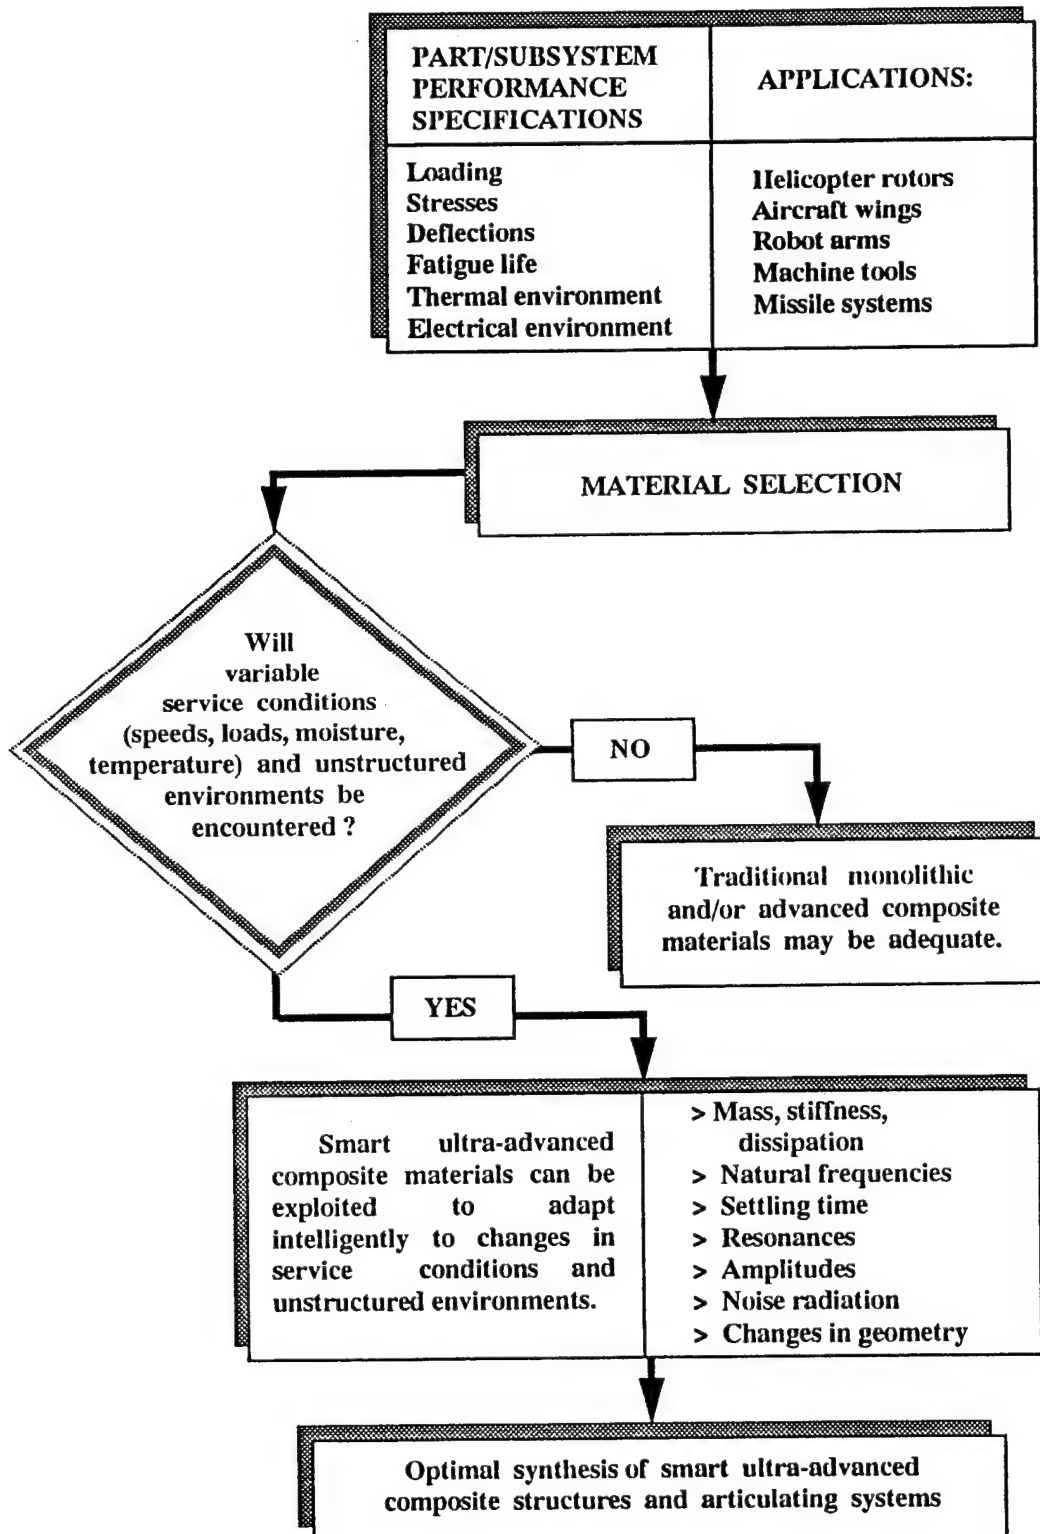 PART/SUBSYSTEM
PERFORMANCE
SPECIFICATIONS
APPLICATIONS:
Loading
Stresses
Deflections
Fatigue life
Thermal environment
Electrical environment
Helicopter rotors
Aircraft wings
Robot arms
Machine tools
Missile systems
MATERIAL SELECTION
Will
variable
service conditions
(speeds, loads, moisture,
temperature) and unstructured
environments be
encountered ?
NO
Traditional monolithic
and/or advanced composite
materials may be adequate.
YES
Smart ultra-advanced
composite materials can be
exploited to adapt
intelligently to changes in
service conditions and
unstructured environments.
> Mass, stiffness,
dissipation
> Natural frequencies
> Settling time
> Resonances
> Amplitudes
> Noise radiation
> Changes in geometry
Optimal synthesis of smart ultra-advanced
composite structures and articulating systems